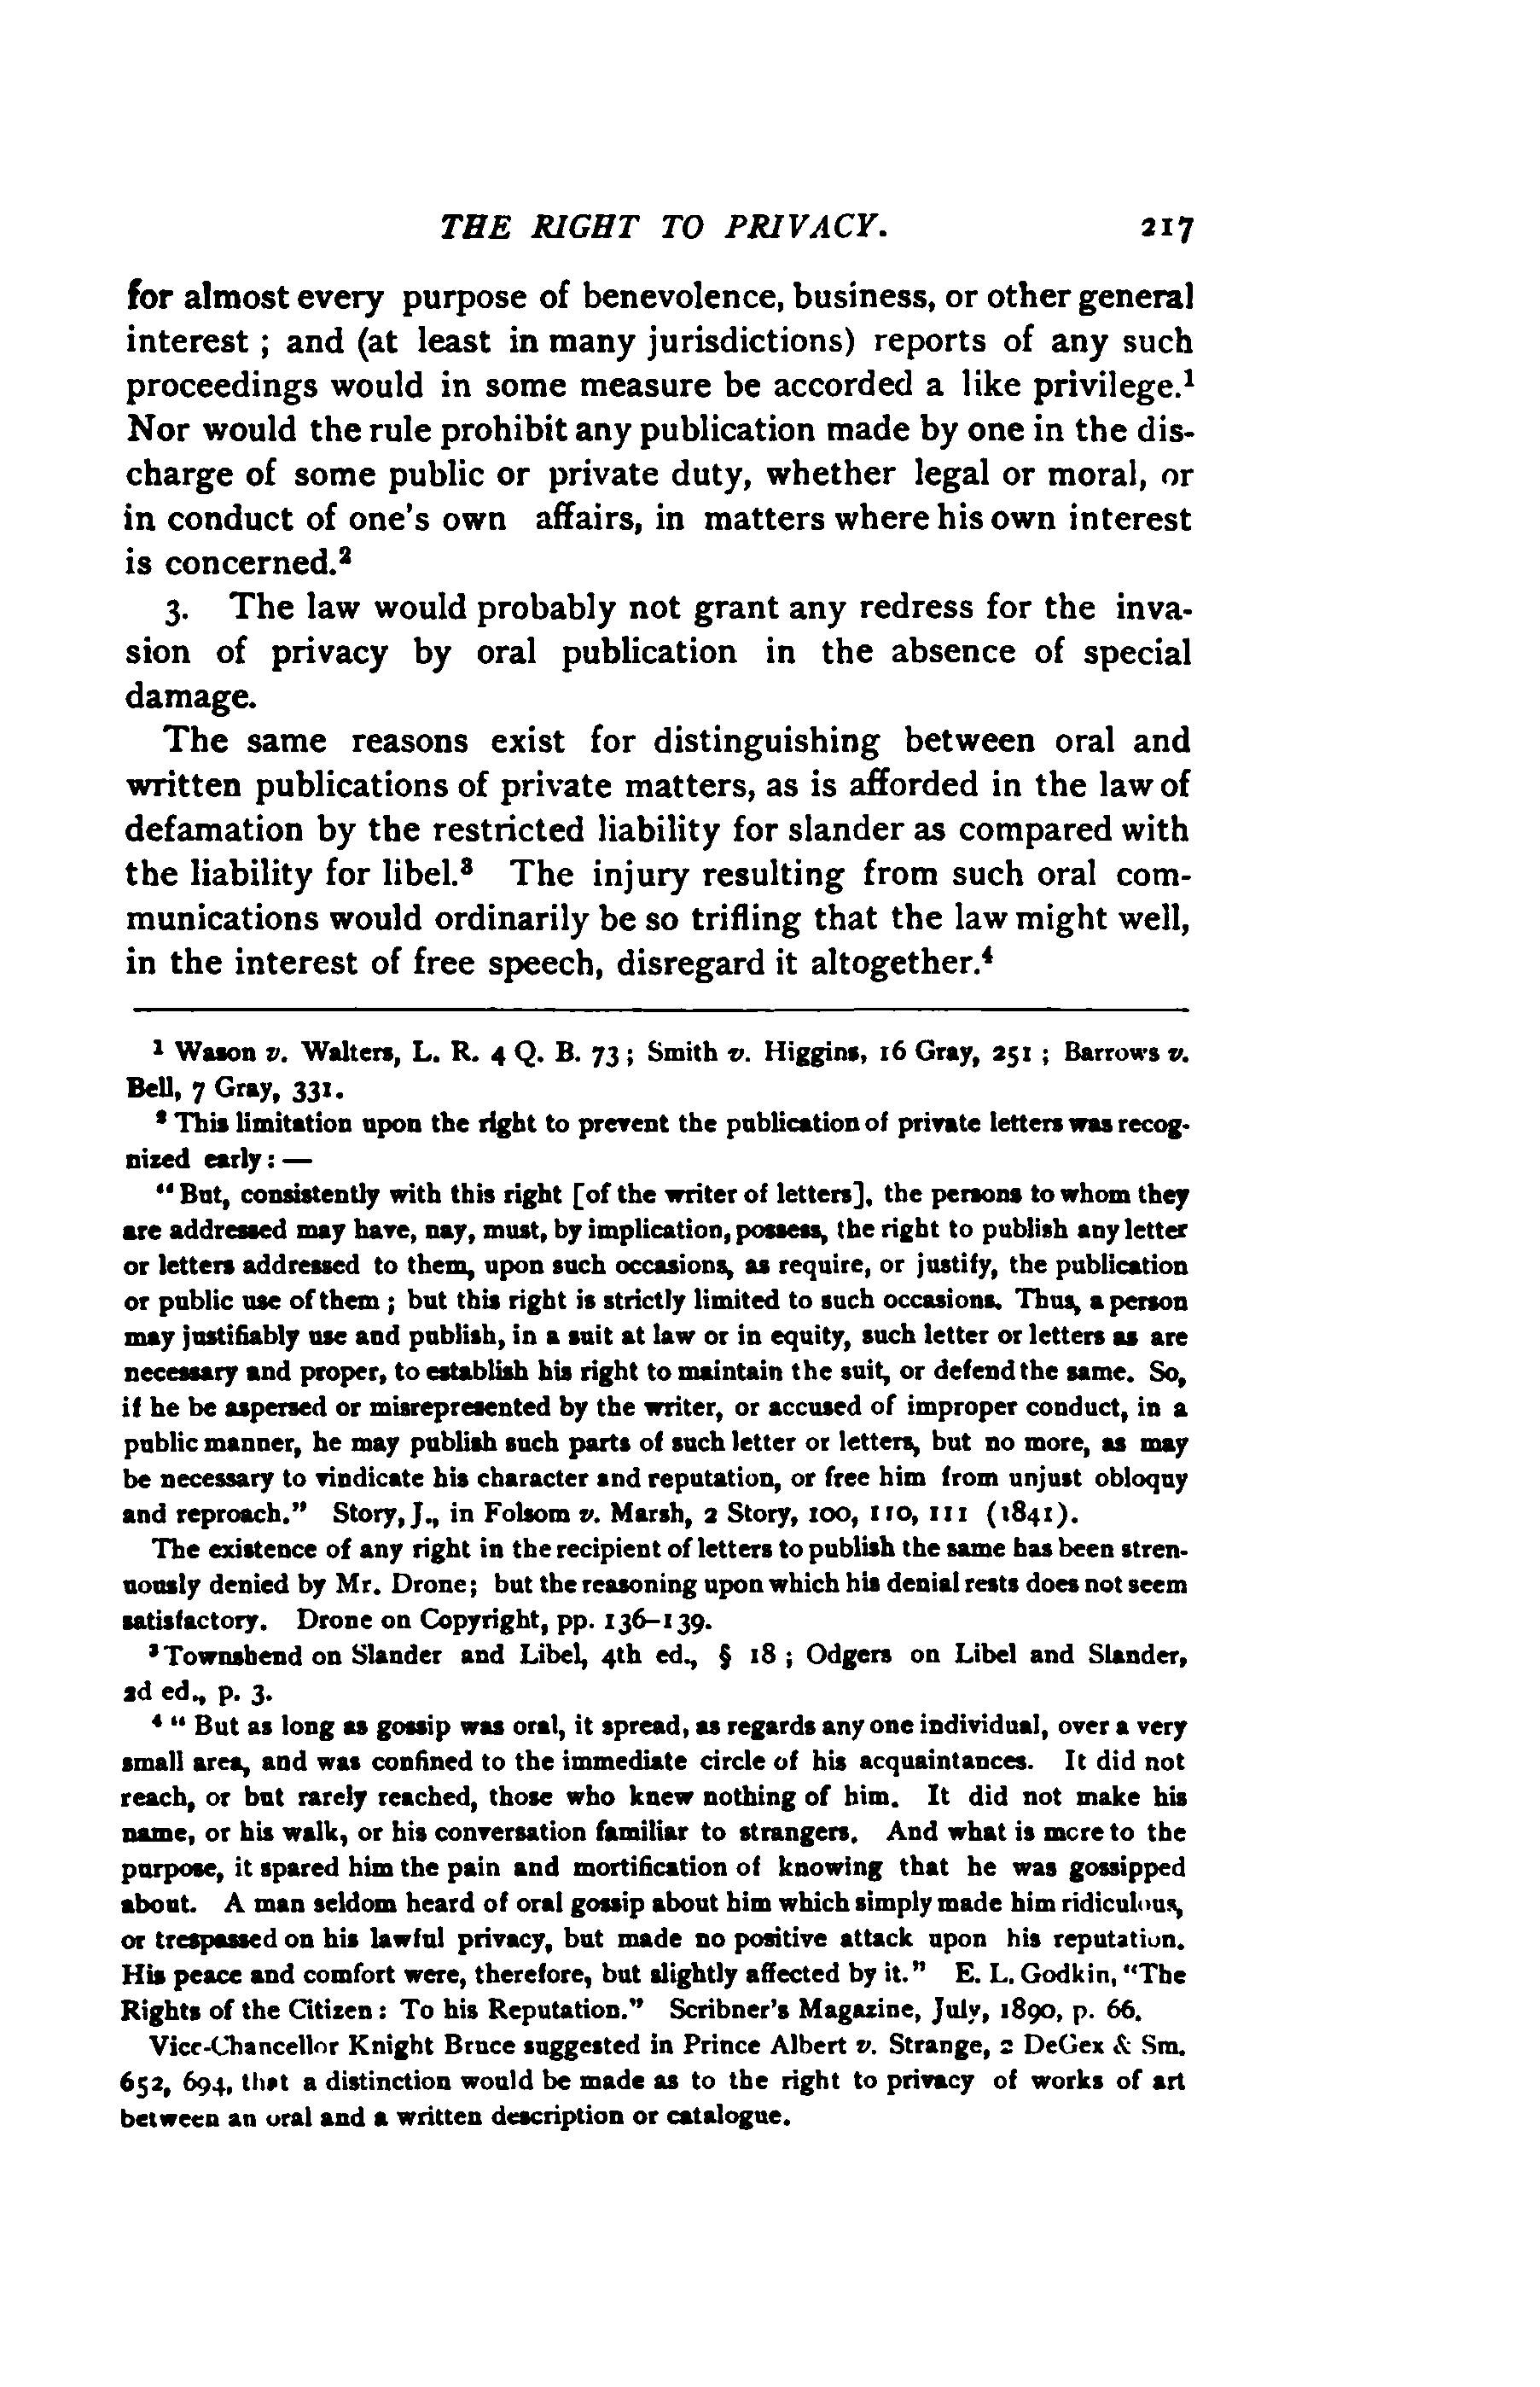 THE RIGHT TO PRIVACY. 217
for almost every purpose of benevolence, business, or other general
interest ; and (at least in many jurisdictions) reports of any such
proceedings would in some measure be accorded a like privilege.¹
Nor would the rule prohibit any publication made by one in the dis-
charge of some public or private duty, whether legal or moral, or
in conduct of one's own affairs, in matters where his own interest
is concerned.²
3. The law would probably not grant any redress for the inva-
sion of privacy by oral publication in the absence of special
damage.
The same reasons exist for distinguishing between oral and
written publications of private matters, as is afforded in the law of
defamation by the restricted liability for slander as compared with
the liability for libel.³ The injury resulting from such oral com-
munications would ordinarily be so trifling that the law might well,
in the interest of free speech, disregard it altogether.⁴
¹ Wason v. Walters, L. R. 4 Q. B. 73 ; Smith v. Higgins, 16 Gray, 251 ; Barrows v.
Bell, 7 Gray, 331.
² This limitation upon the right to prevent the publication of private letters was recog-
nized early : —
"But, consistently with this right [of the writer of letters], the persons to whom they
are addressed may have, nay, must, by implication, possess, the right to publish any letter
or letters addressed to them, upon such occasions, as require, or justify, the publication
or public use of them ; but this right is strictly limited to such occasions. Thus, a person
may justifiably use and publish, in a suit at law or in equity, such letter or letters as are
necessary and proper, to establish his right to maintain the suit, or defend the same. So,
if he be aspersed or misrepresented by the writer, or accused of improper conduct, in a
public manner, he may publish such parts of such letter or letters, but no more, as may
be necessary to vindicate his character and reputation, or free him from unjust obloquy
and reproach." Story, J., in Folsom v. Marsh, 2 Story, 100, 110, 111 (1841).
The existence of any right in the recipient of letters to publish the same has been stren-
uously denied by Mr. Drone; but the reasoning upon which his denial rests does not seem
satisfactory. Drone on Copyright, pp. 136–139.
³ Townshend on Slander and Libel, 4th ed., § 18 ; Odgers on Libel and Slander,
2d ed., p. 3.
⁴ " But as long as gossip was oral, it spread, as regards any one individual, over a very
small area, and was confined to the immediate circle of his acquaintances. It did not
reach, or but rarely reached, those who knew nothing of him. It did not make his
name, or his walk, or his conversation familiar to strangers. And what is more to the
purpose, it spared him the pain and mortification of knowing that he was gossipped
about. A man seldom heard of oral gossip about him which simply made him ridiculous,
or trespassed on his lawful privacy, but made no positive attack upon his reputation.
His peace and comfort were, therefore, but slightly affected by it." E. L. Godkin, "The
Rights of the Citizen : To his Reputation." Scribner's Magazine, July, 1890, p. 66.
Vice-Chancellor Knight Bruce suggested in Prince Albert v. Strange, 2 DeGex & Sm.
652, 694, that a distinction would be made as to the right to privacy of works of art
between an oral and a written description or catalogue.